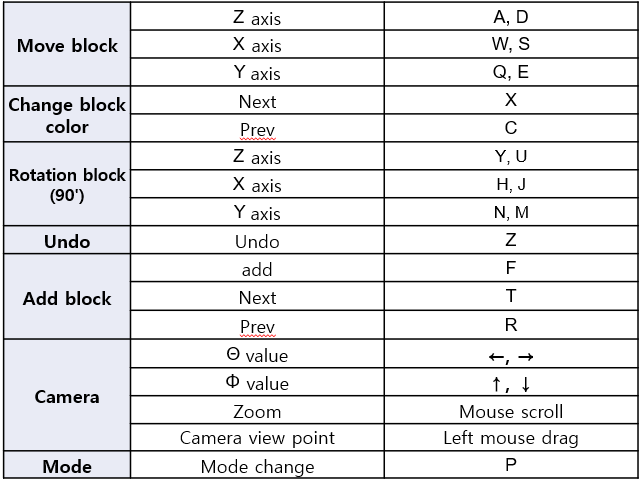 Move block
Z axis A, D
X axis W, S
Y axis Q, E
Change block
color
Next X
Prev C
Rotation block
(90')
Z axis Y, U
X axis H, J
Y axis N, M
Undo Undo Z
Add block
add F
Next T
Prev R
Camera
Θ value ←, →
Φ value ↑, ↓
Zoom Mouse scroll
Camera view point Left mouse drag
Mode Mode change P